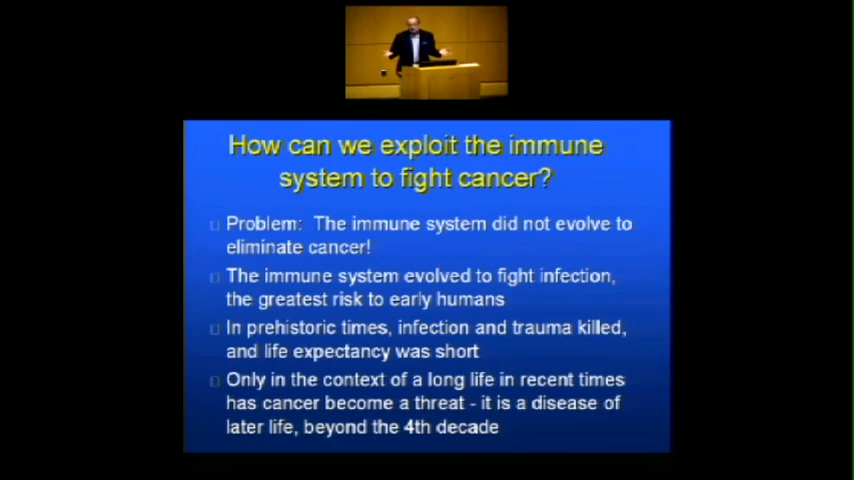 How can we exploit the immune
system to fight cancer?
Problem: The immune system did not evolve to
eliminate cancer!
The immune system evolved to fight infection,
the greatest risk to early humans
In prehistoric times, infection and trauma killed,
and life expectancy was short
Only in the context of a long life in recent times
has cancer become a threat - it is a disease of
later life, beyond the 4th decade